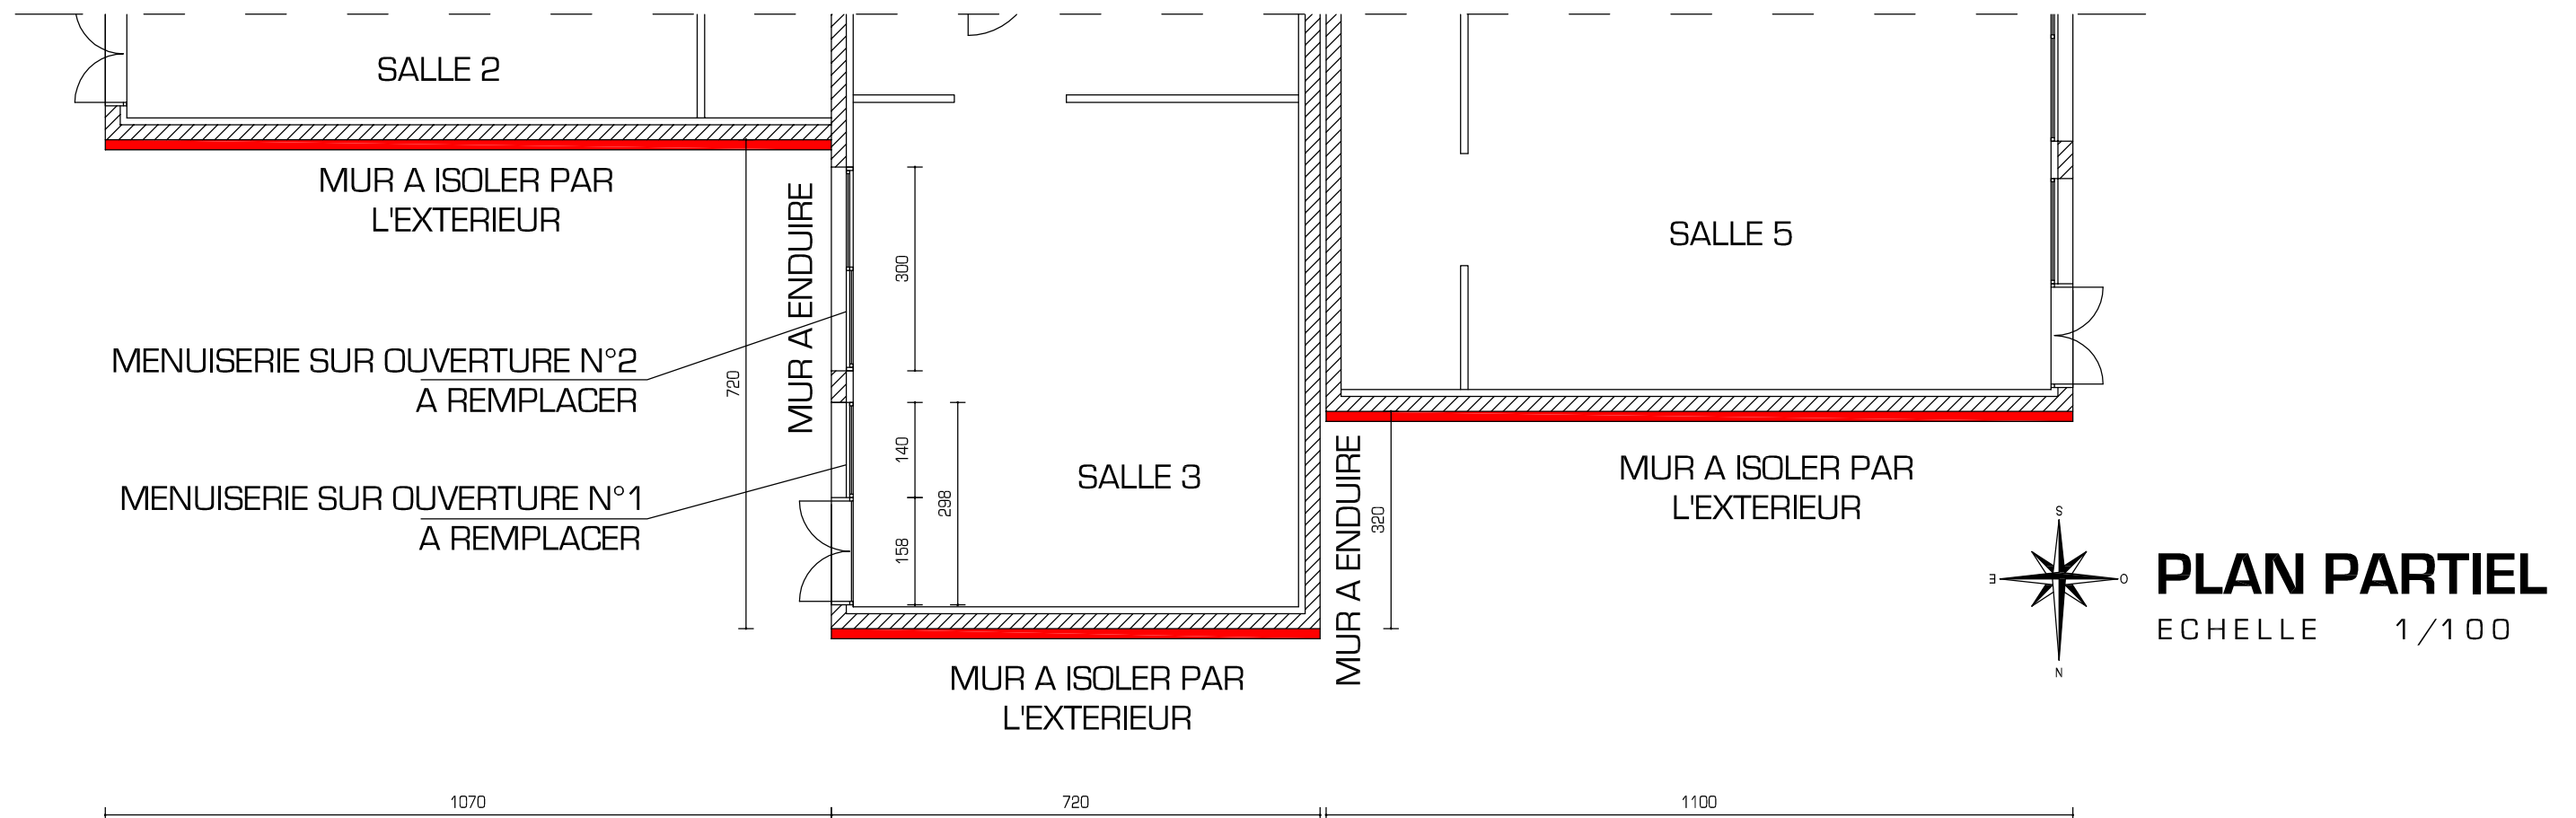 SALLE 2
MUR A ISOLER PAR
L'EXTERIEUR
MUR A ENDUIRE
300
SALLE 5
MENUISERIE SUR OUVERTURE N°2
A REMPLACER
720
140
SALLE 3
298
MENUISERIE SUR OUVERTURE N°1
A REMPLACER
158
MUR A ENDUIRE
320
MUR A ISOLER PAR
L'EXTERIEUR
S
E
O
N
PLAN PARTIEL
ECHELLE 1/100
MUR A ISOLER PAR
L'EXTERIEUR
1070
720
1100